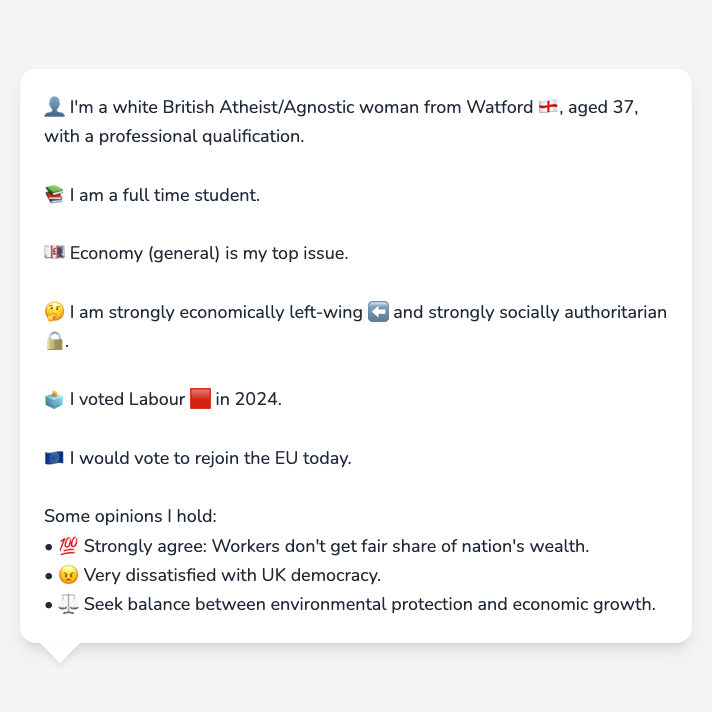 👤 I'm a white British Atheist/Agnostic woman from Watford 🏴󠁧󠁢󠁥󠁮󠁧󠁿, aged 37,
with a professional qualification.
📚 I am a full time student.
💷 Economy (general) is my top issue.
🤔 I am strongly economically left-wing ⬅️ and strongly socially authoritarian
🔒.
🗳️ I voted Labour 🟥 in 2024.
🇪🇺 I would vote to rejoin the EU today.
Some opinions I hold:
• 💯 Strongly agree: Workers don't get fair share of nation's wealth.
• 😠 Very dissatisfied with UK democracy.
• ⚖️ Seek balance between environmental protection and economic growth.